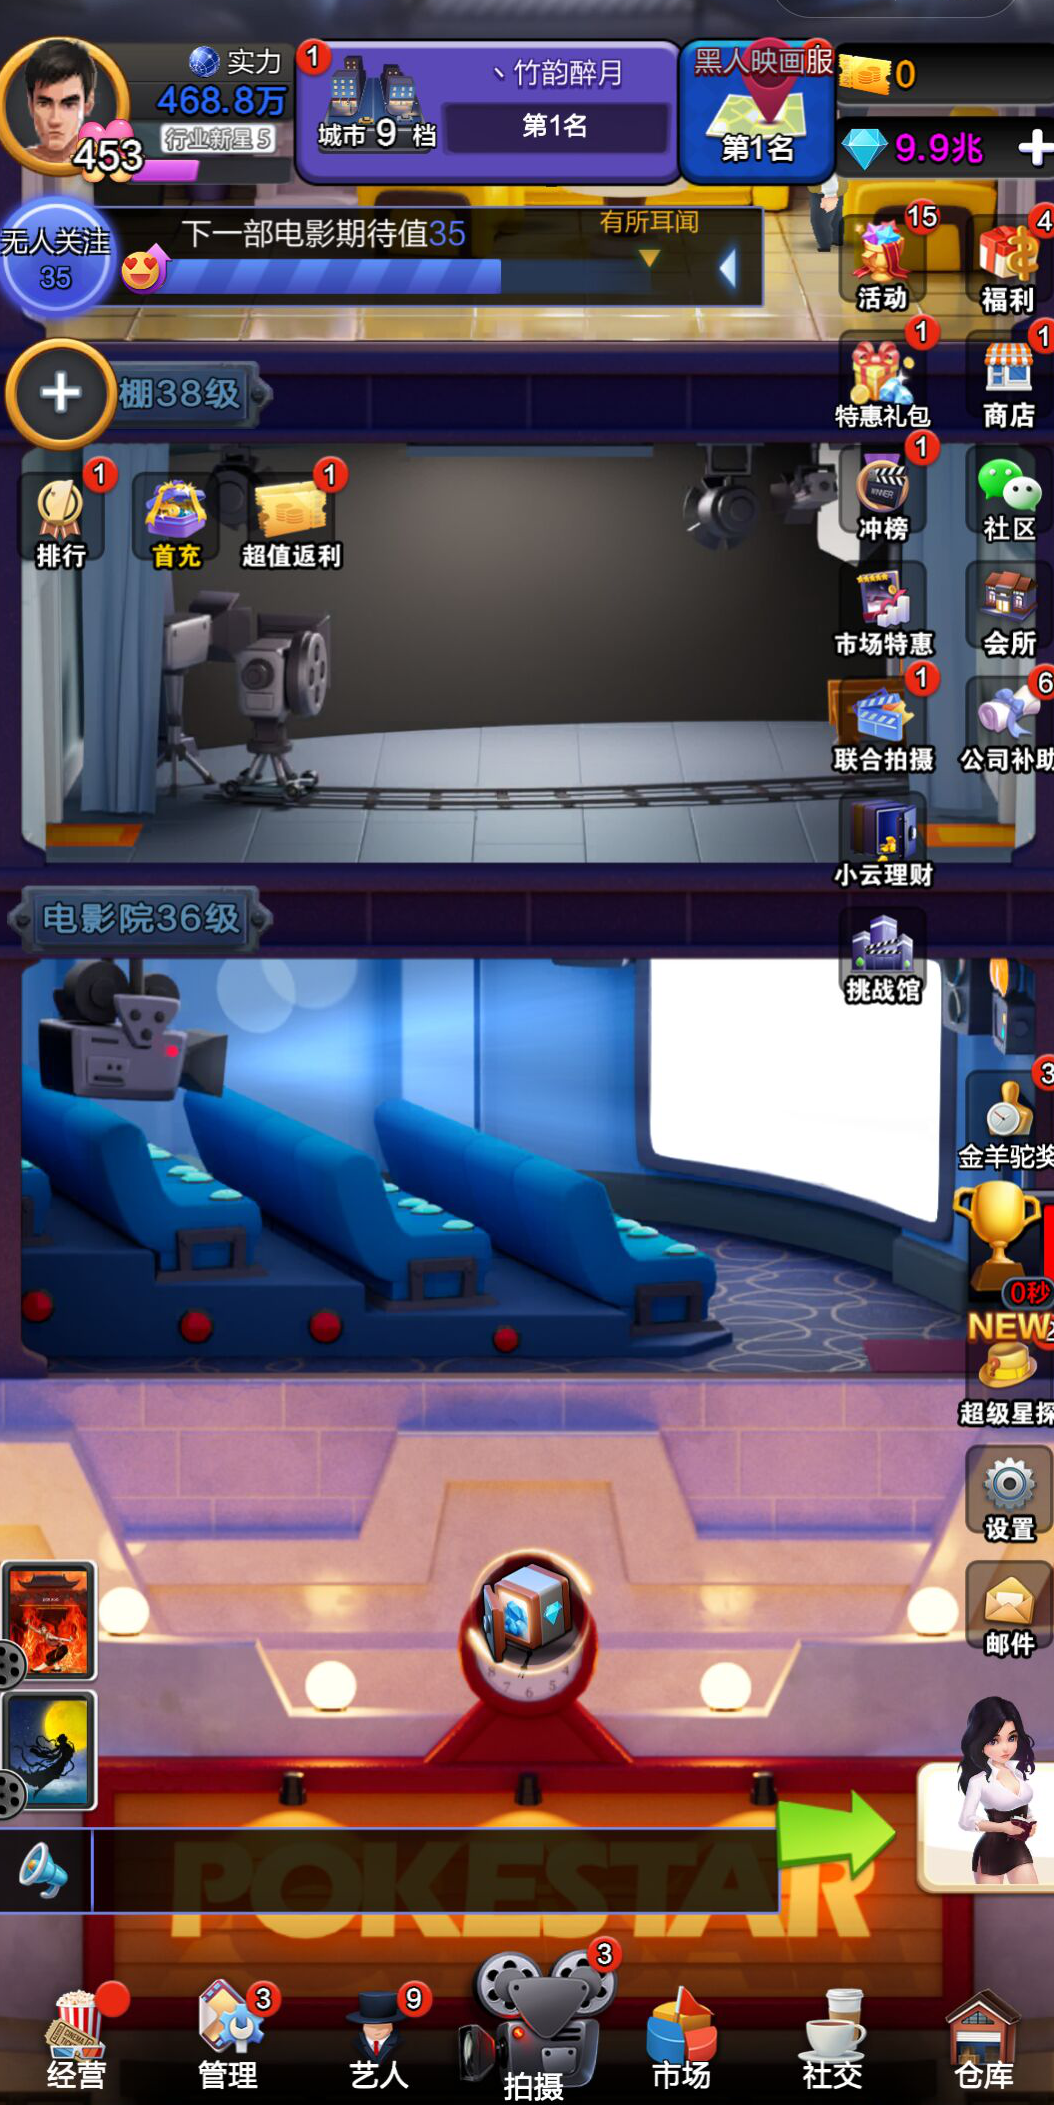 实力
468.8万
行业新星 5
453
1
城市 9 档
丶竹韵醉月
第1名
黑人映画服
第1名
0
9.9兆
无人关注
35
下一部电影期待值35
有所耳闻
15
活动
4
福利
棚38级
1
特惠礼包
1
商店
1
排行
首充
1
超值返利
1
WINNER
冲榜
社区
市场特惠
会所
1
联合拍摄
6
公司补助
小云理财
电影院36级
挑战馆
3
金羊驼奖
0秒
NEW
超级星探
设置
邮件
8 7 6 5 4
POKESTAR
CINEMA
经营
3
管理
9
艺人
3
拍摄
市场
社交
仓库